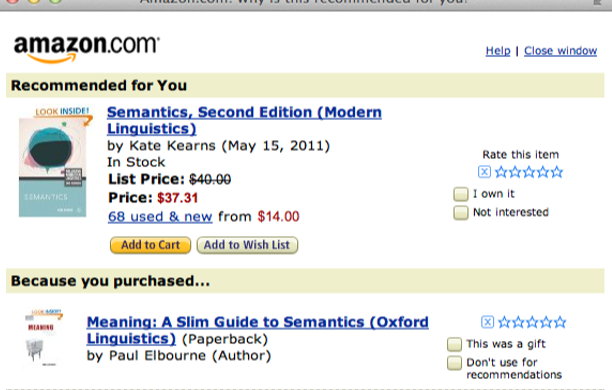 Amazon.com: Why is this recommended for you?
amazon.com
Help | Close window
Recommended for You
LOOK INSIDE!
SEMANTICS
Semantics, Second Edition (Modern
Linguistics)
by Kate Kearns (May 15, 2011)
In Stock
List Price: $40.00
Price: $37.31
68 used & new from $14.00
Add to Cart
Add to Wish List
Rate this item
I own it
Not interested
Because you purchased...
LOOK INSIDE!
MEANING
Meaning: A Slim Guide to Semantics (Oxford
Linguistics) (Paperback)
by Paul Elbourne (Author)
This was a gift
Don't use for
recommendations